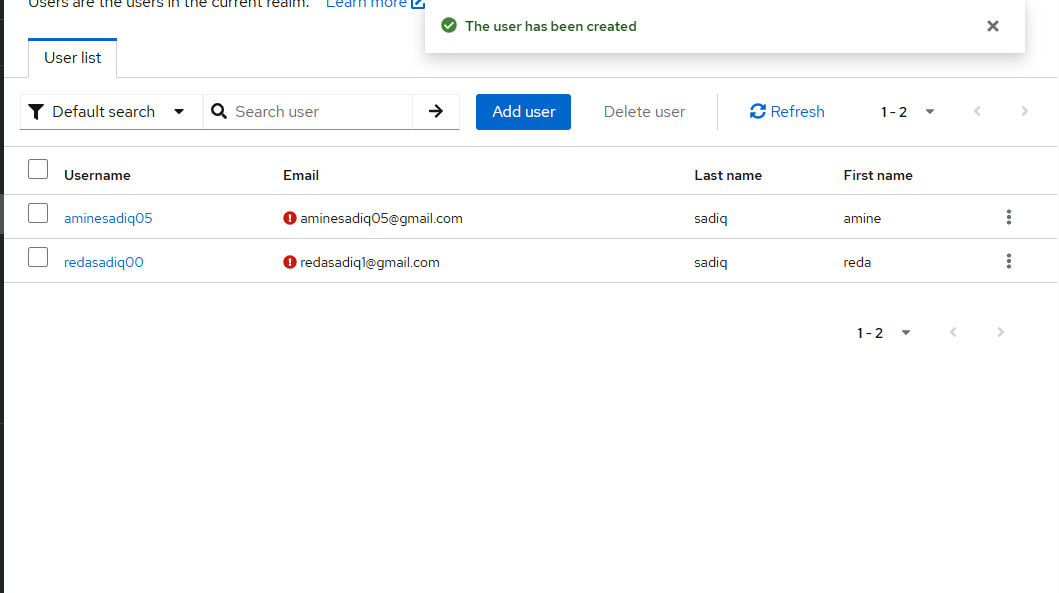 Users are the users in the current realm. Learn more
The user has been created
User list
Default search Search user Add user Delete user Refresh 1 - 2
Username Email Last name First name
aminesadiq05 aminesadiq05@gmail.com sadiq amine
redasadiq00 redasadiq1@gmail.com sadiq reda
1 - 2